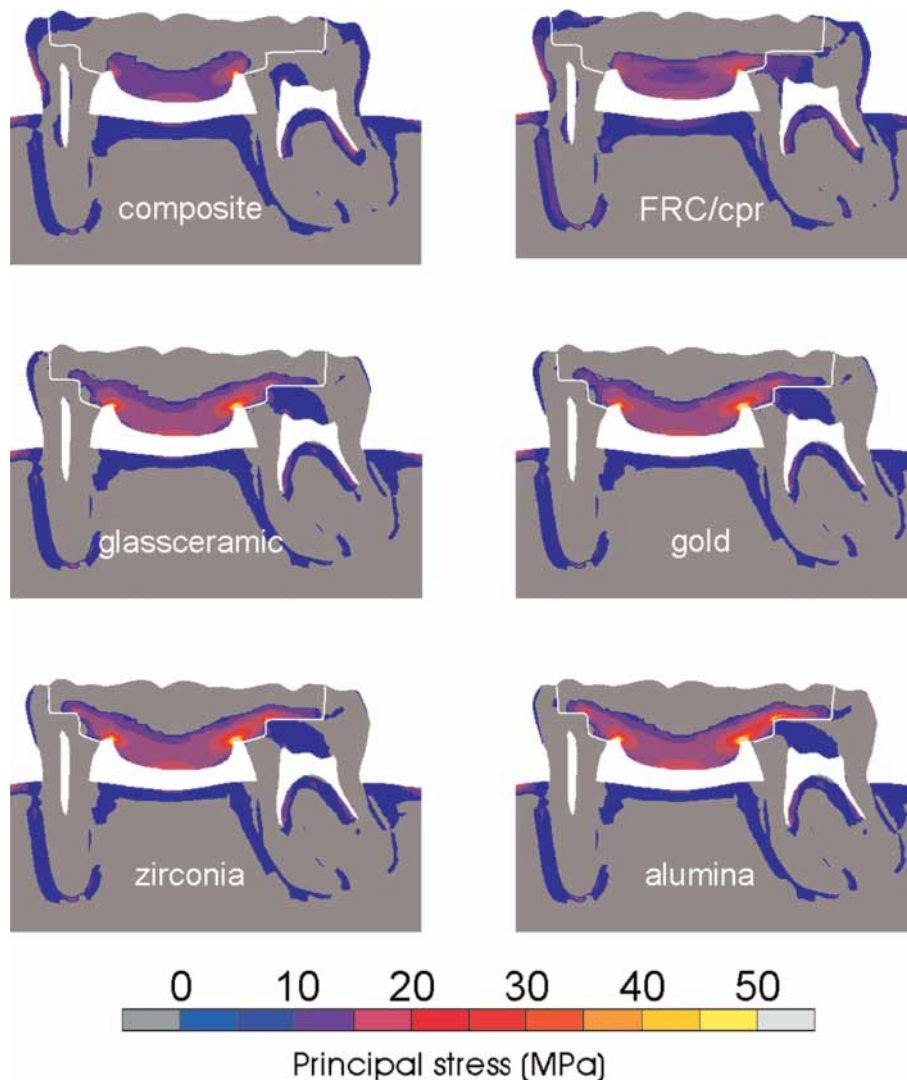 composite
FRC/cpr
glassceramic
gold
zirconia
alumina
0 10 20 30 40 50
Principal stress (MPa)